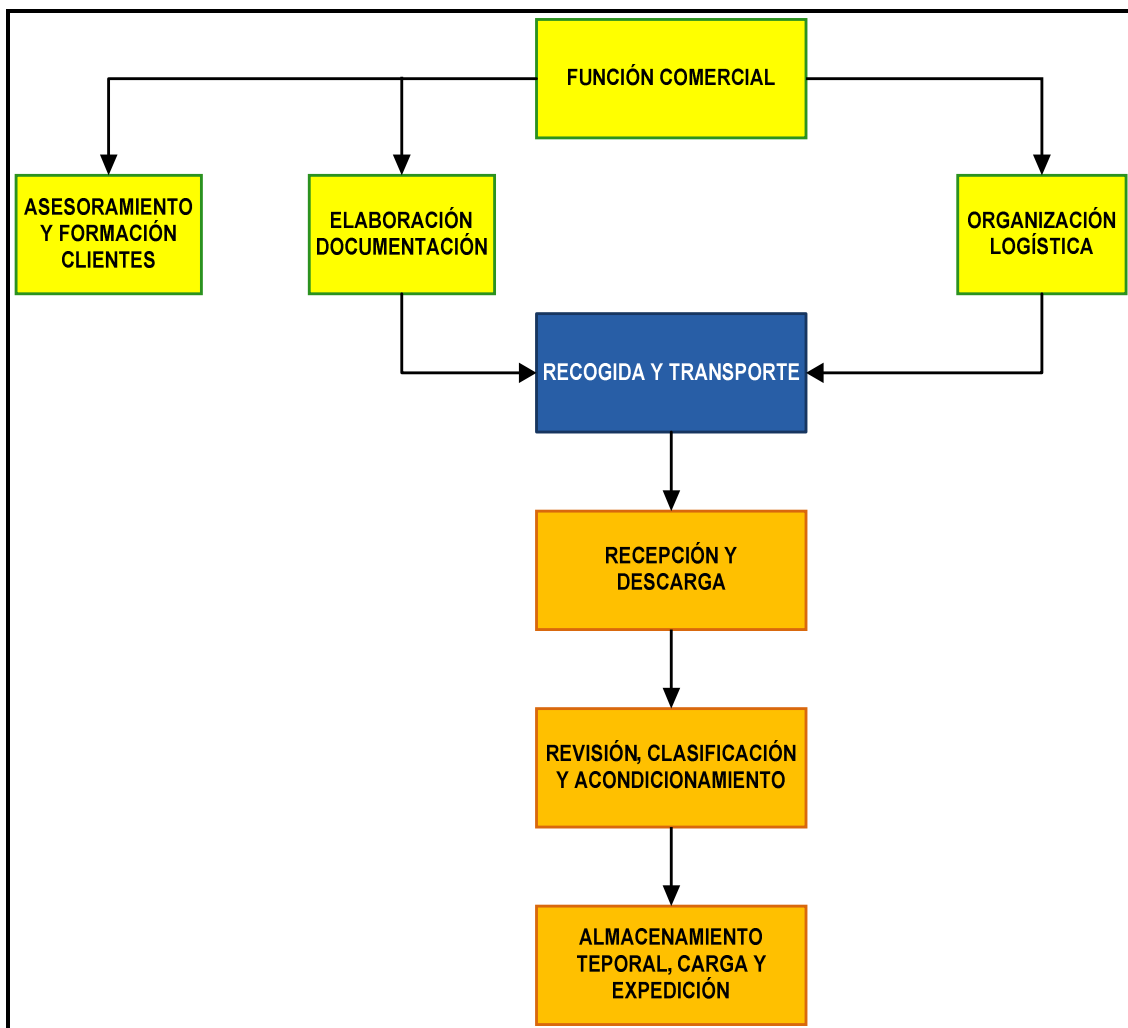 FUNCIÓN COMERCIAL
ASESORAMIENTO
Y FORMACIÓN
CLIENTES
ELABORACIÓN
DOCUMENTACIÓN
ORGANIZACIÓN
LOGÍSTICA
RECOGIDA Y TRANSPORTE
RECEPCIÓN Y
DESCARGA
REVISIÓN, CLASIFICACIÓN
Y ACONDICIONAMIENTO
ALMACENAMIENTO
TEPORAL, CARGA Y
EXPEDICIÓN